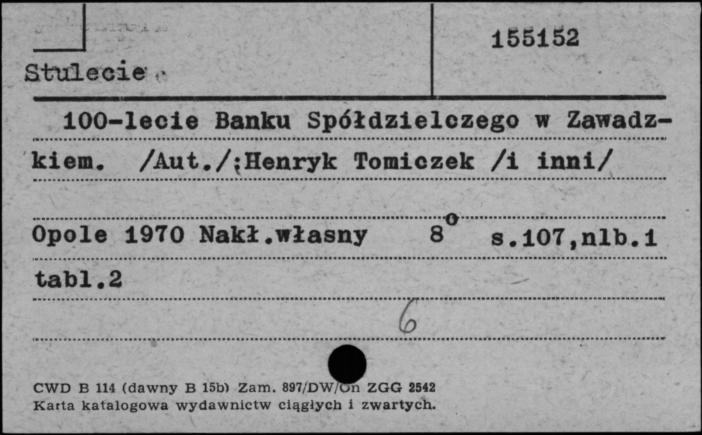 155152
Stulecie
100-lecie Banku Spółdzielczego w Zawadz-
kiem. /Aut./:Henryk Tomiczek /i inni/
Opole 1970 Nakł.własny 8° s.107,nlb.1
tabl.2
6
CWD B 114 (dawny B 15b) Zam. 897/DW/On ZGG 2542
Karta katalogowa wydawnictw ciągłych i zwartych.